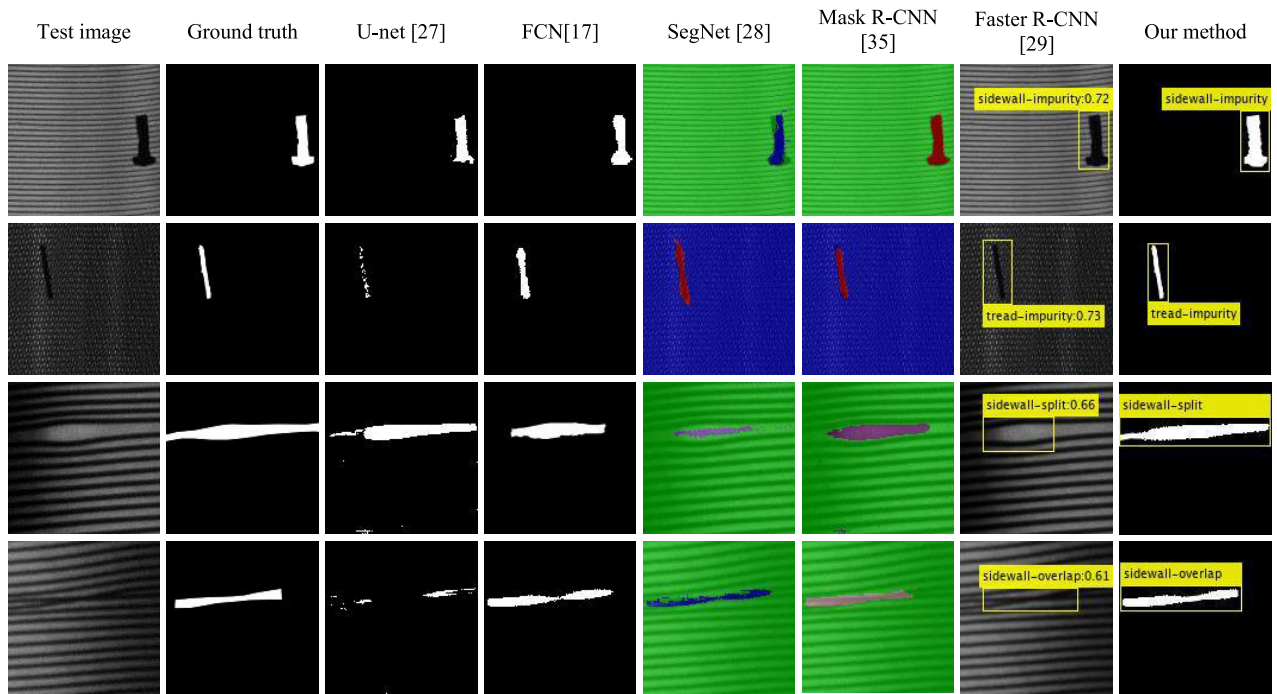 Test image
Ground truth
U-net [27]
FCN[17]
SegNet [28]
Mask R-CNN
[35]
Faster R-CNN
[29]
Our method
sidewall-impurity:0.72
sidewall-impurity
tread-impurity:0.73
tread-impurity
sidewall-split:0.66
sidewall-split
sidewall-overlap:0.61
sidewall-overlap